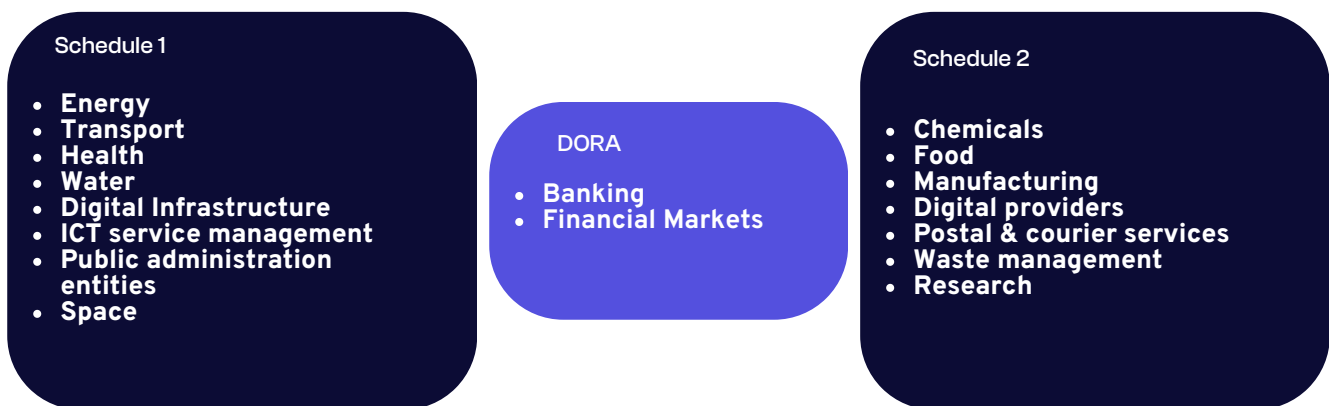 Schedule 1
• Energy
• Transport
• Health
• Water
• Digital Infrastructure
• ICT service management
• Public administration
entities
• Space
DORA
• Banking
• Financial Markets
Schedule 2
• Chemicals
• Food
• Manufacturing
• Digital providers
• Postal & courier services
• Waste management
• Research